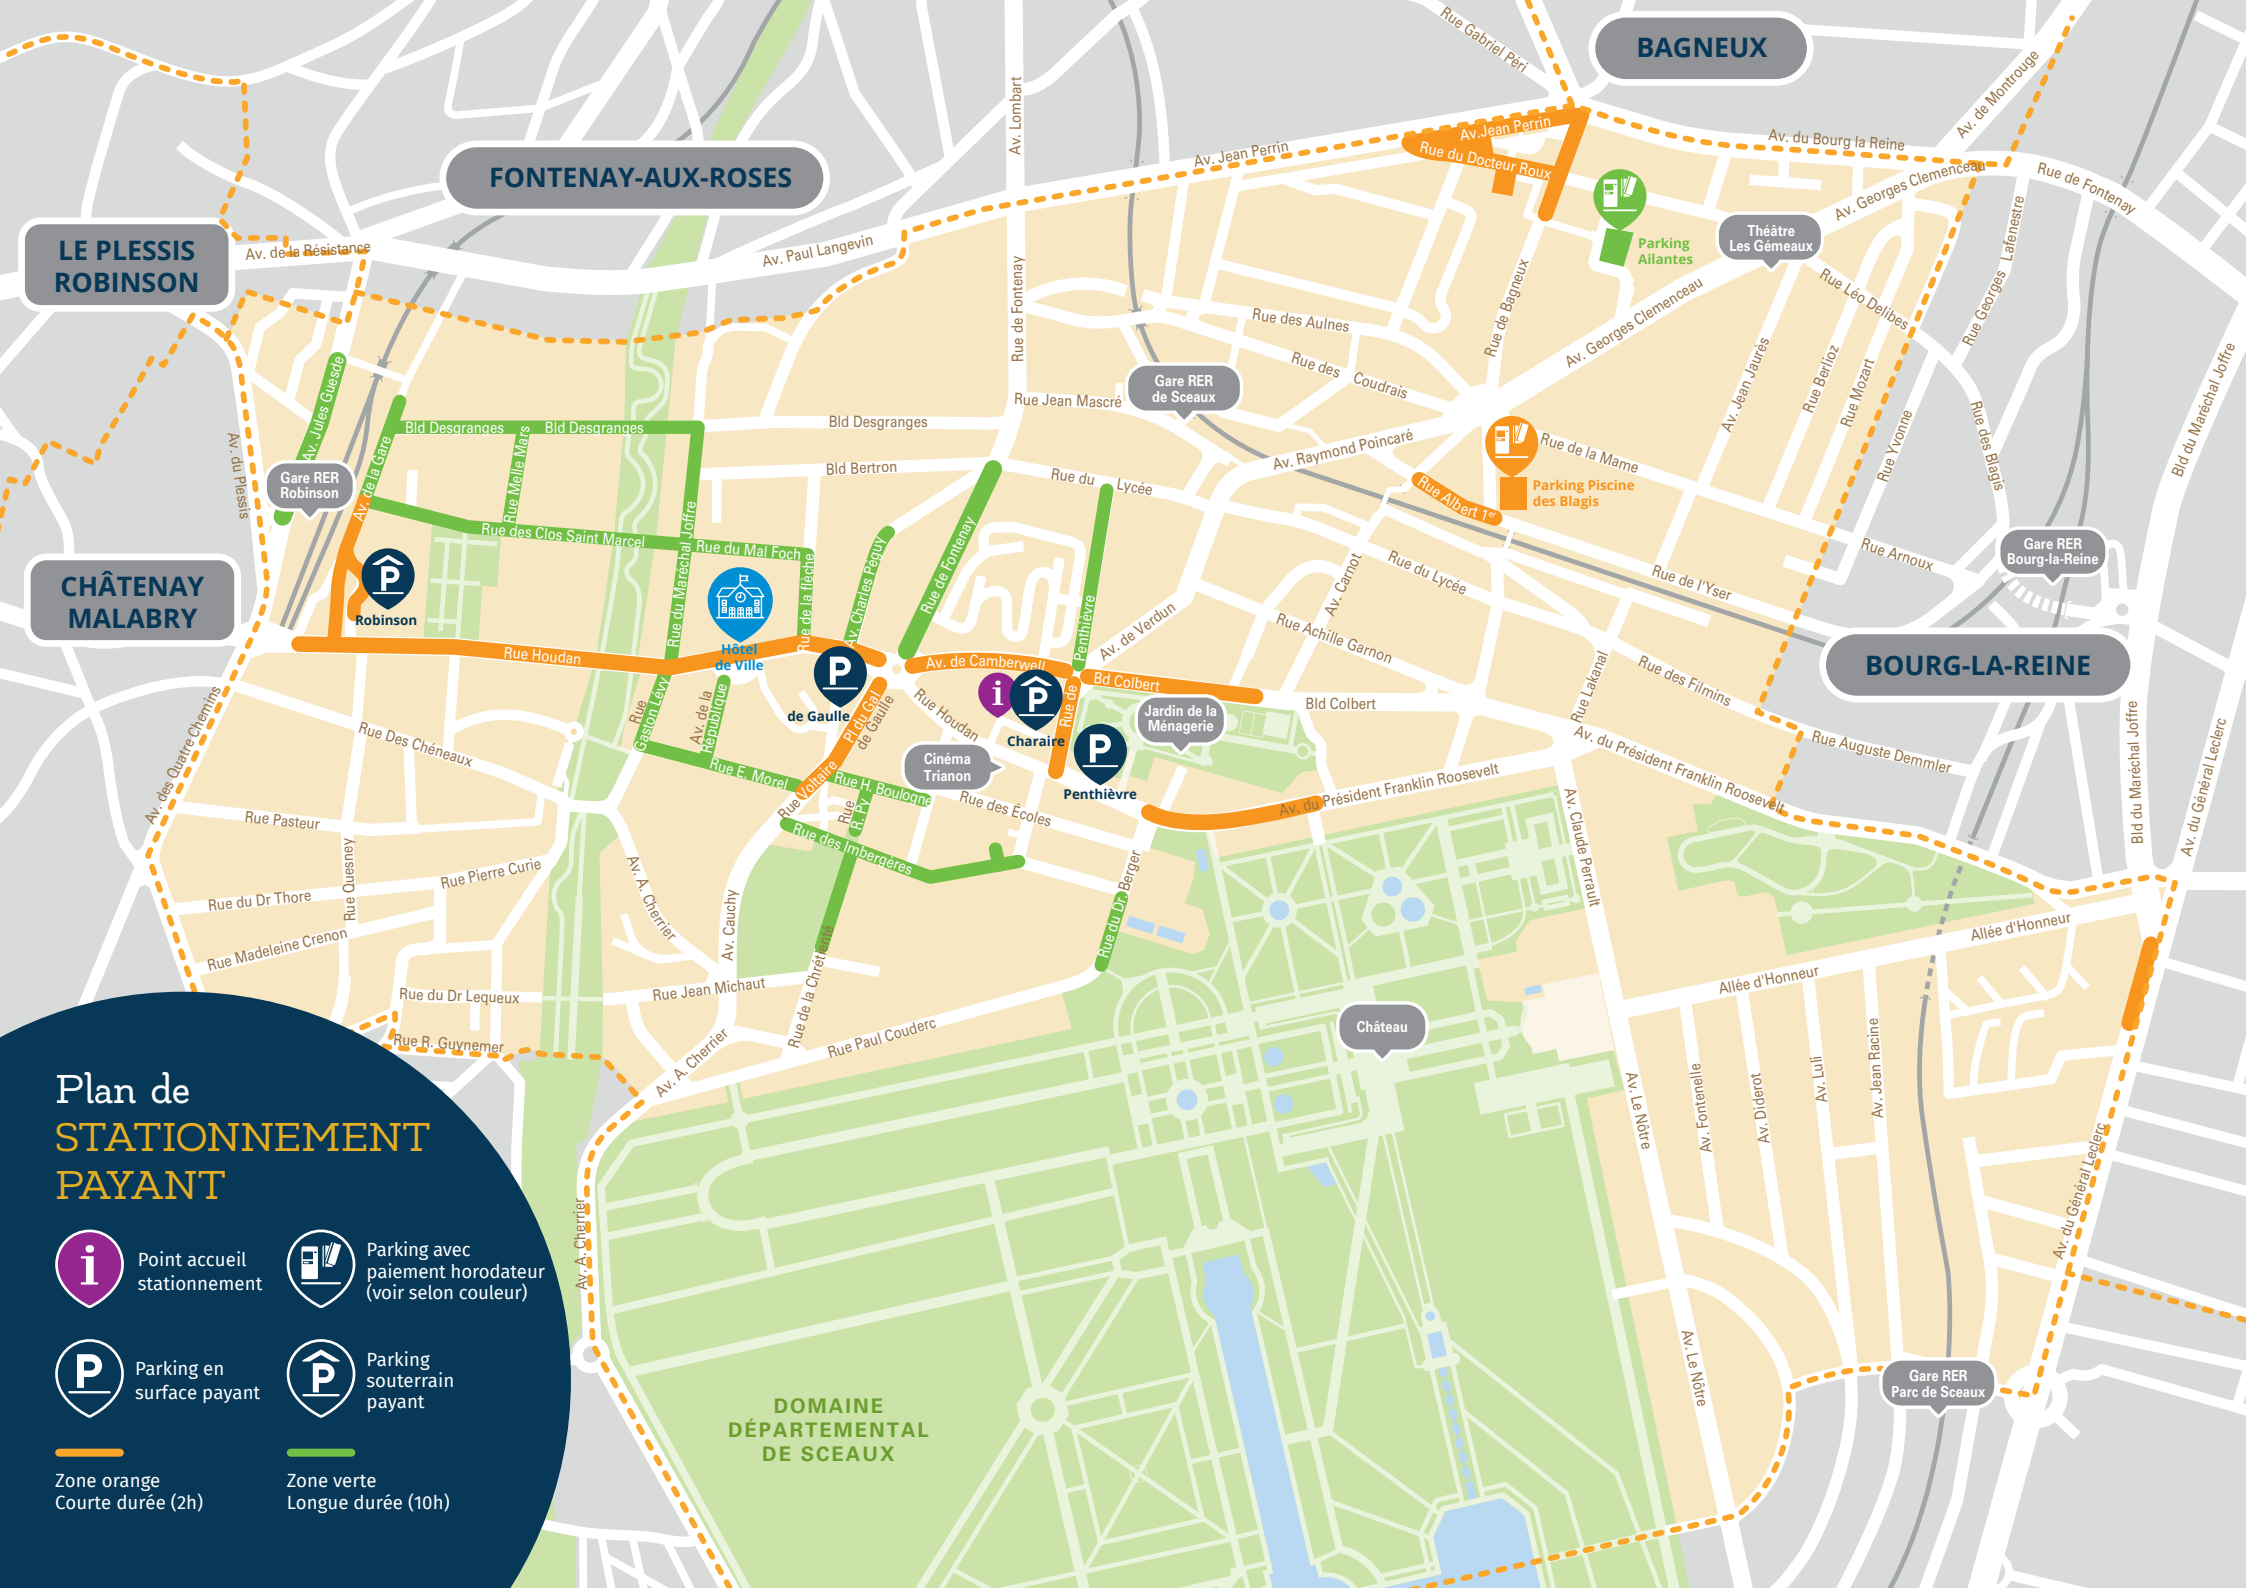 BAGNEUX
FONTENAY-AUX-ROSES
LE PLESSIS
ROBINSON
CHÂTENAY
MALABRY
BOURG-LA-REINE
Rue Gabriel Péri
Av. de Montrouge
Av. Lombart
Av. Jean Perrin
Av.Jean Perrin
Rue du Docteur Roux
Av. du Bourg la Reine
Av. Georges Clemenceau
Rue de Fontenay
Parking
Ailantes
Théâtre
Les Gémeaux
Av. de la Résistance
Av. Paul Langevin
Rue de Fontenay
Rue des Aulnes
Rue des
Coudrais
Rue de Bagneux
Av. Georges Clemenceau
Rue Léo Delibes
Rue Georges
Lafenestre
Av. Jean Jaurès
Rue Berlioz
Rue Mozart
Rue Yvonne
Rue des Blagis
Bld du Maréchal Joffre
Av. Jules Guesde
Av. de la Gare
Av. du Plessis
Gare RER
Robinson
Bld Desgranges
Bld Desgranges
Bld Desgranges
Rue Melle Mars
Bld Bertron
Rue Jean Mascré
Gare RER
de Sceaux
Av. Raymond Poincaré
Rue du
Lycée
Rue de la Mame
Parking Piscine
des Blagis
Rue Albert 1er
Rue des Clos Saint Marcel
Rue du Mal Foch
Rue du Maréchal Joffre
Rue de la flèche
Av. Charles Péguy
Rue de Fontenay
Penthièvre
Av. de Verdun
Av. Carnot
Rue du Lycée
Rue de l'Yser
Rue Arnoux
Gare RER
Bourg-la-Reine
Robinson
Hôtel
de Ville
Rue Houdan
Av. de Camberwell
Bd Colbert
Bld Colbert
Rue Achille Garnon
Rue Lakanal
Rue des Filmins
Rue Auguste Demmler
Av. du Président Franklin Roosevelt
Rue
Gaston Lévy
Av. de la
République
de Gaulle
Pl du Gal
de Gaulle
Rue Houdan
Charaire
Rue de
Jardin de la
Ménagerie
Cinéma
Trianon
Penthièvre
Av. du Président Franklin Roosevelt
Av. des Quatre Chemins
Rue Des Chéneaux
Rue E. Morel
Rue Voltaire
Rue H. Boulogne
Rue
R. Py
Rue des Écoles
Rue des Imbergères
Rue Pasteur
Rue Quesney
Rue Pierre Curie
Rue du Dr Thore
Rue Madeleine Crenon
Av. A. Cherrier
Av. Cauchy
Rue de la Chrétienté
Rue du Dr. Berger
Av. Claude Perrault
Bld du Maréchal Joffre
Av. du Général Leclerc
Allée d'Honneur
Allée d'Honneur
Rue du Dr Lequeux
Rue Jean Michaut
Rue R. Guynemer
Av. A. Cherrier
Rue Paul Couderc
Château
Av. Le Nôtre
Av. Fontenelle
Av. Diderot
Av. Luli
Av. Jean Racine
Av. du Général Leclerc
Av. A. Cherrier
Av. Le Nôtre
Gare RER
Parc de Sceaux
DOMAINE
DÉPARTEMENTAL
DE SCEAUX
Plan de
STATIONNEMENT
PAYANT
Point accueil
stationnement
Parking avec
paiement horodateur
(voir selon couleur)
Parking en
surface payant
Parking
souterrain
payant
Zone orange
Courte durée (2h)
Zone verte
Longue durée (10h)